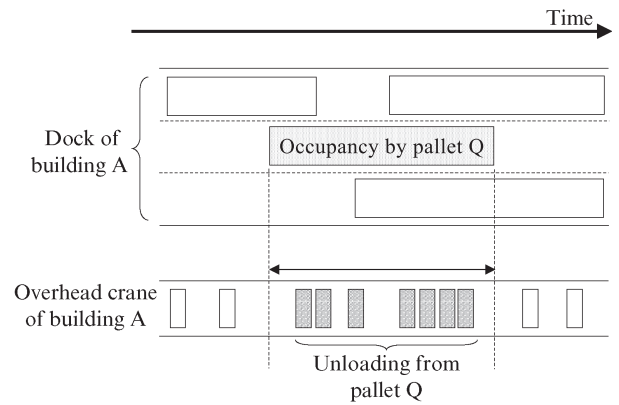 Time
Dock of
building A
Occupancy by pallet Q
Overhead crane
of building A
Unloading from
pallet Q